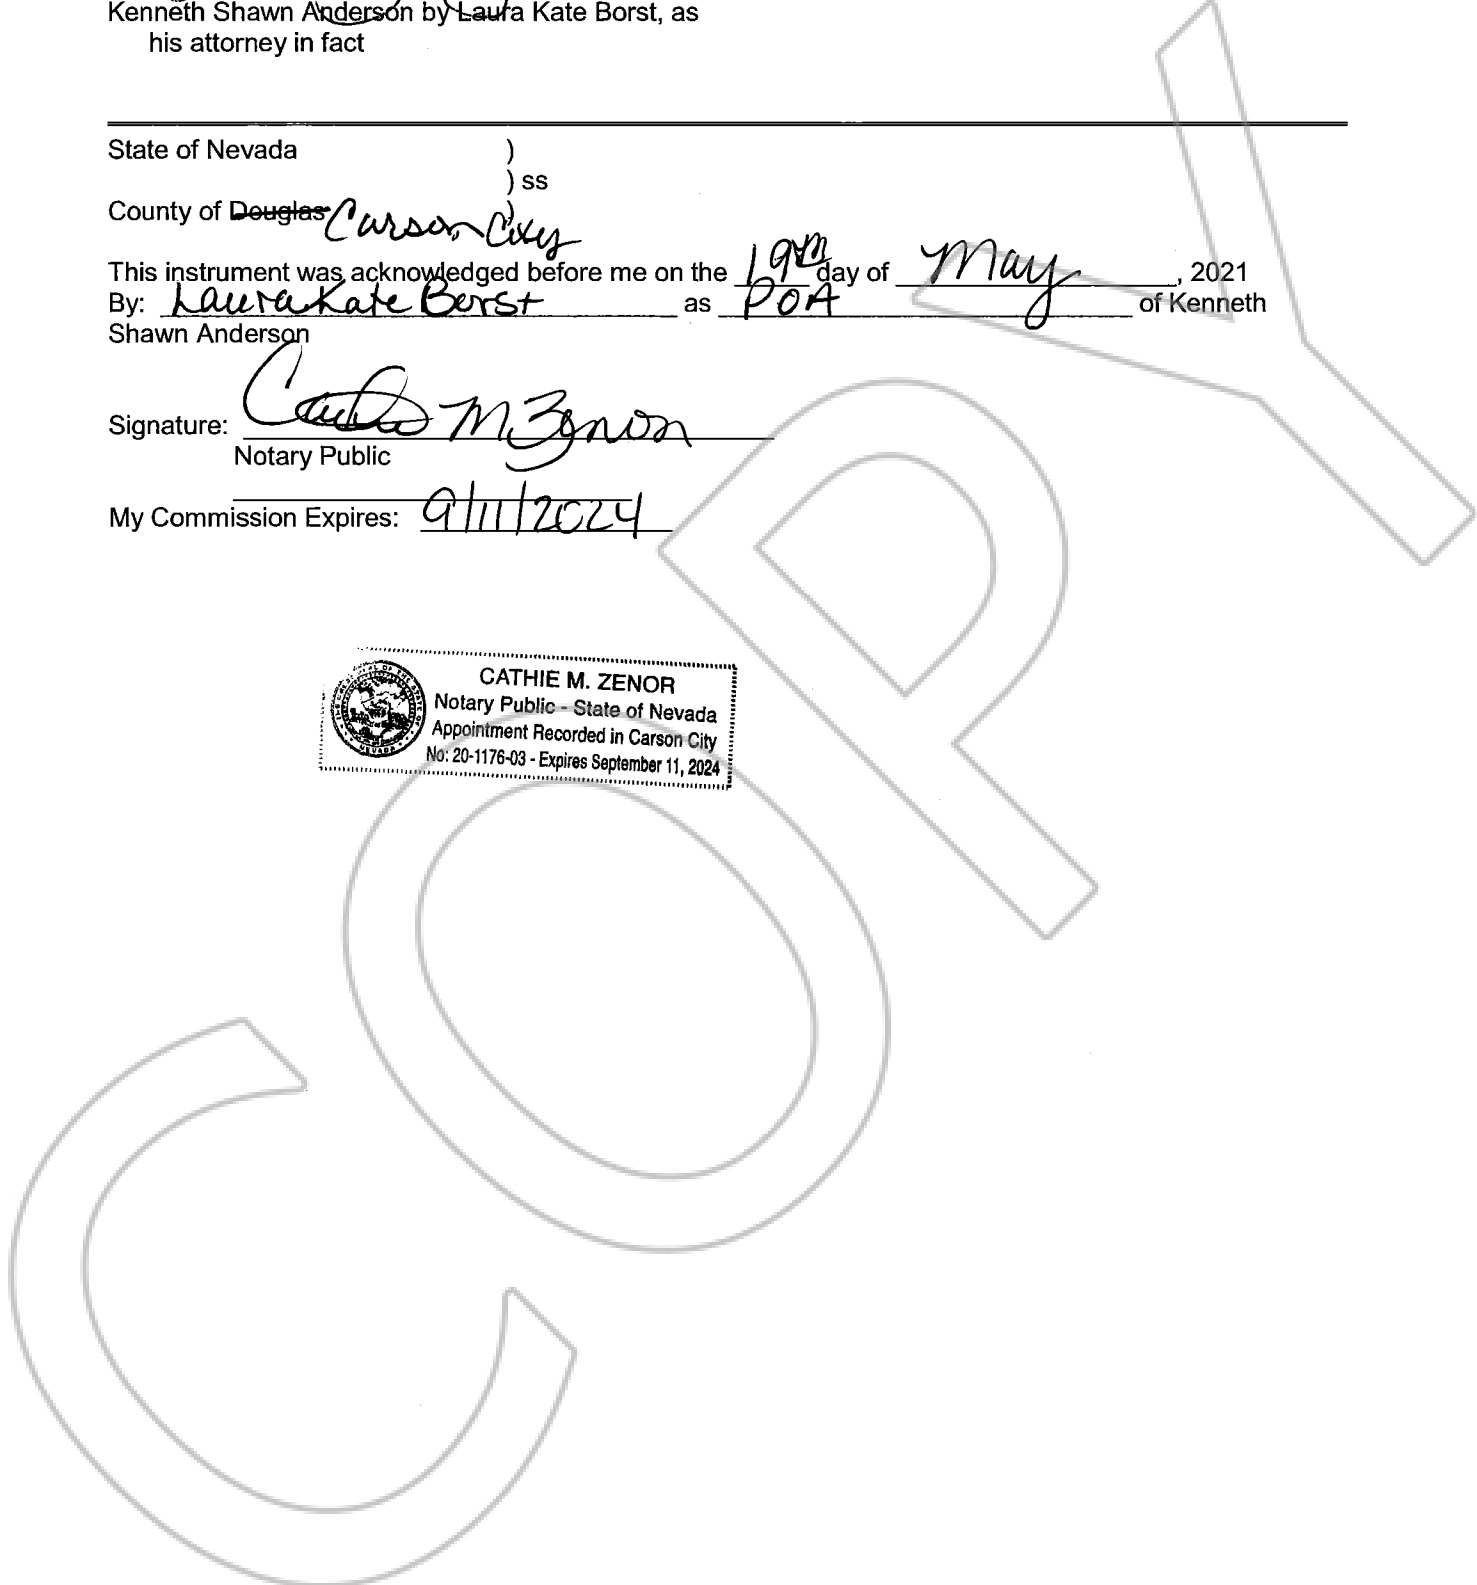 Kenneth Shawn Anderson by Laura Kate Borst, as
his attorney in fact
State of Nevada )
) ss
County of Douglas Carson City )
This instrument was acknowledged before me on the 19th day of May, 2021
By: Laura Kate Borst as POA of Kenneth
Shawn Anderson
Signature: Cathie M Zenor
Notary Public
My Commission Expires: 9/11/2024
CATHIE M. ZENOR
Notary Public - State of Nevada
Appointment Recorded in Carson City
No: 20-1176-03 - Expires September 11, 2024
COPY